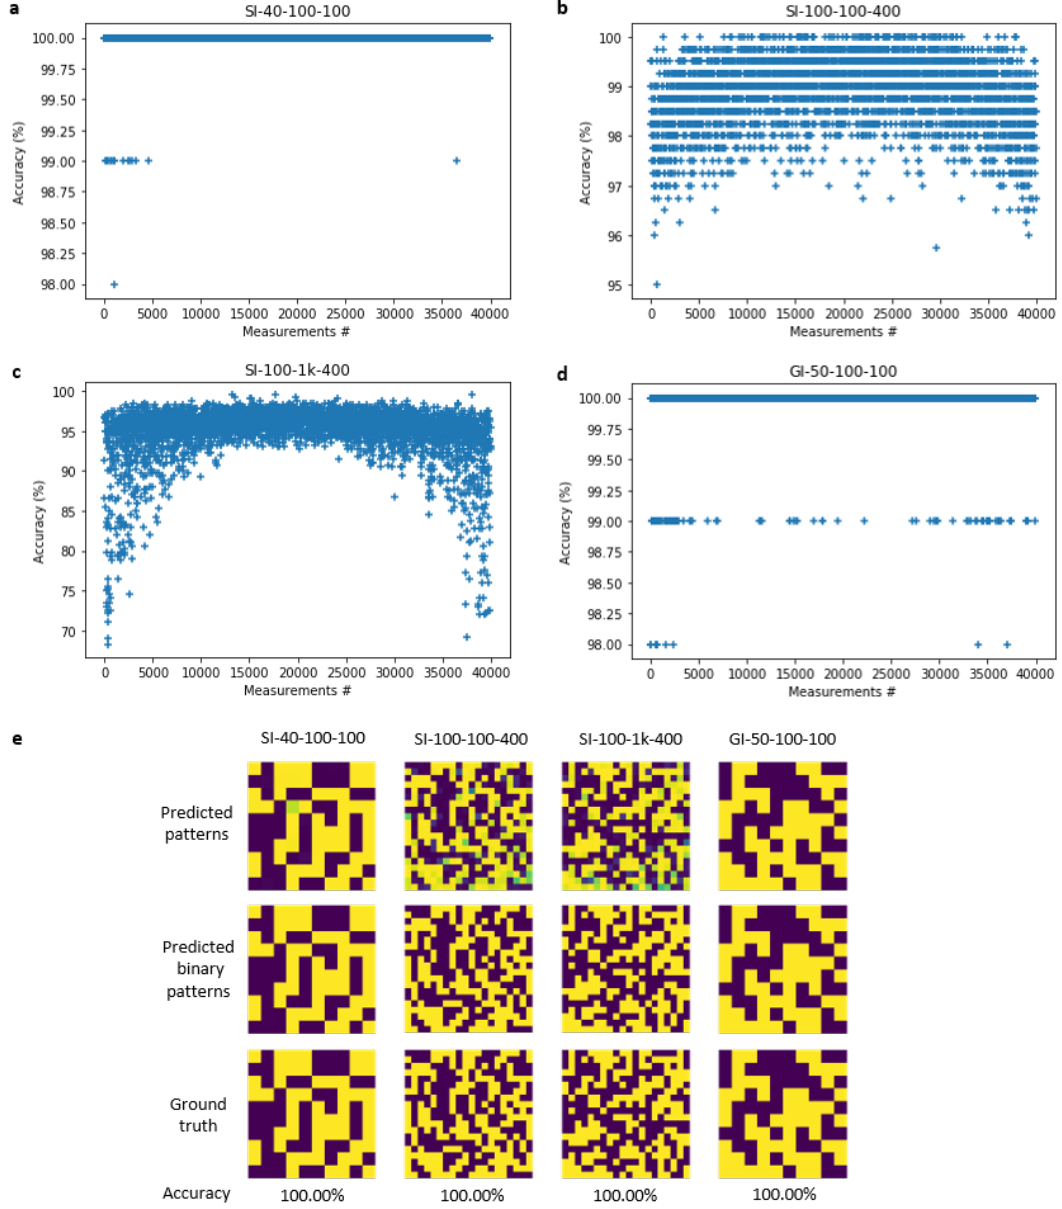 a
SI-40-100-100
100.00
99.75
99.50
99.25
99.00
98.75
98.50
98.25
98.00
Accuracy (%)
0 5000 10000 15000 20000 25000 30000 35000 40000
Measurements #
b
SI-100-100-400
100
99
98
97
96
95
Accuracy (%)
0 5000 10000 15000 20000 25000 30000 35000 40000
Measurements #
c
SI-100-1k-400
100
95
90
85
80
75
70
Accuracy (%)
0 5000 10000 15000 20000 25000 30000 35000 40000
Measurements #
d
GI-50-100-100
100.00
99.75
99.50
99.25
99.00
98.75
98.50
98.25
98.00
Accuracy (%)
0 5000 10000 15000 20000 25000 30000 35000 40000
Measurements #
e
SI-40-100-100 SI-100-100-400 SI-100-1k-400 GI-50-100-100
Predicted
patterns
Predicted
binary
patterns
Ground
truth
Accuracy 100.00% 100.00% 100.00% 100.00%